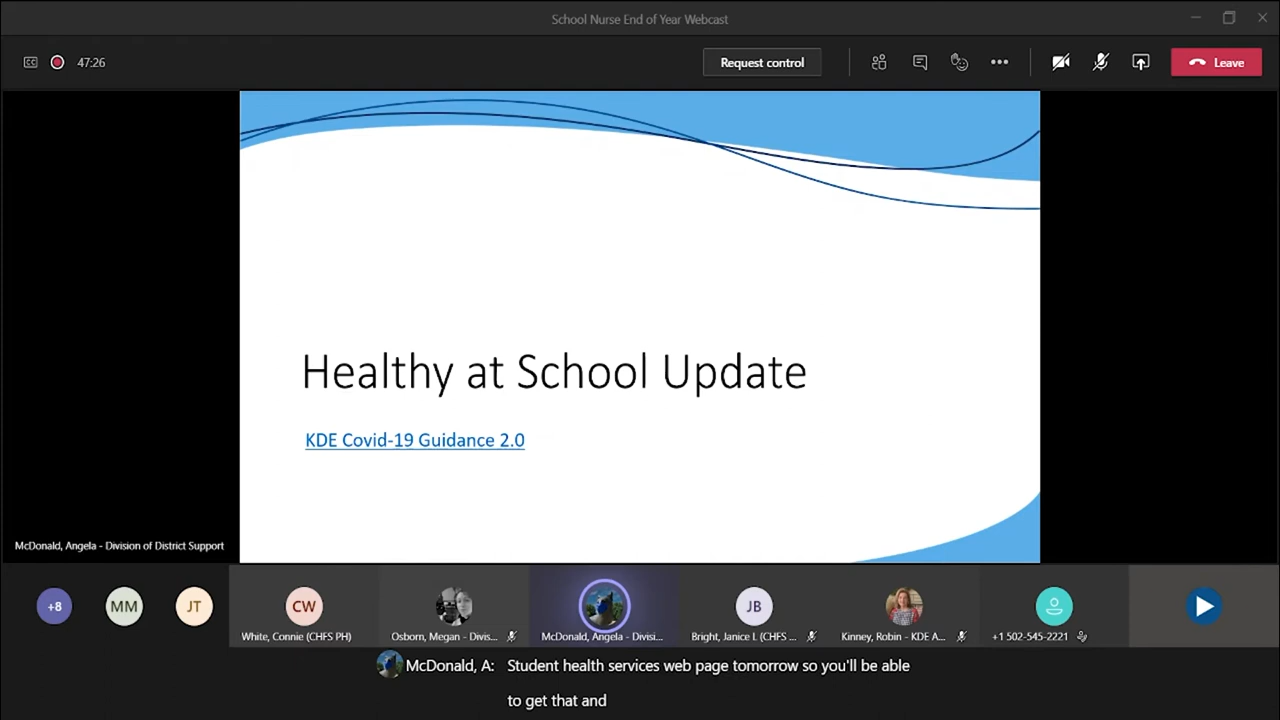 School Nurse End of Year Webcast
CC
47:26
Request control
Leave
Healthy at School Update
KDE Covid-19 Guidance 2.0
McDonald, Angela - Division of District Support
+8
MM
JT
CW
JB
White, Connie (CHFS PH)
Osborn, Megan - Divis...
McDonald, Angela - Divisi...
Bright, Janice L (CHFS ...
Kinney, Robin - KDE A...
+1 502-545-2221
McDonald, A: Student health services web page tomorrow so you'll be able
to get that and